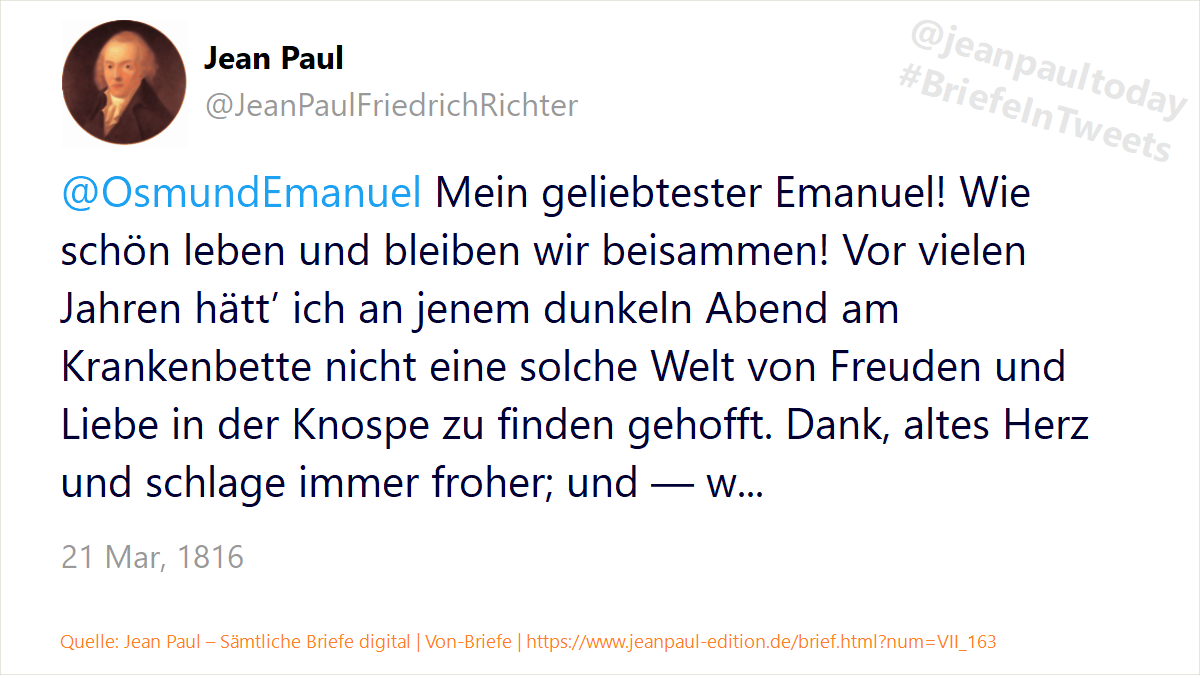 Jean Paul
@JeanPaulFriedrichRichter
@jeanpaultoday
#BriefeInTweets
@OsmundEmanuel Mein geliebtester Emanuel! Wie
schön leben und bleiben wir beisammen! Vor vielen
Jahren hätt’ ich an jenem dunkeln Abend am
Krankenbette nicht eine solche Welt von Freuden und
Liebe in der Knospe zu finden gehofft. Dank, altes Herz
und schlage immer froher; und — w...
21 Mar, 1816
Quelle: Jean Paul – Sämtliche Briefe digital | Von-Briefe | https://www.jeanpaul-edition.de/brief.html?num=VII_163